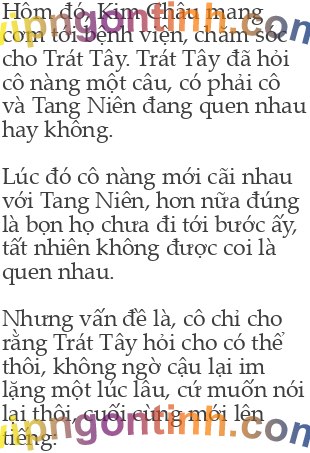 Hôm đó, Kim Châu mang
cơm tới bệnh viện, chăm sóc
cho Trát Tây. Trát Tây đã hỏi
cô nàng một câu, có phải cô
và Tang Niên đang quen nhau
hay không.
Lúc đó cô nàng mới cãi nhau
với Tang Niên, hơn nữa đúng
là bọn họ chưa đi tới bước ấy,
tất nhiên không được coi là
quen nhau.
Nhưng vấn đề là, cô chỉ cho
rằng Trát Tây hỏi cho có thể
thôi, không ngờ cậu lại im
lặng một lúc lâu, cứ muốn nói
lại thôi, cuối cùng mới lên
tiếng:
vipngontinh.com
vipngontinh.com